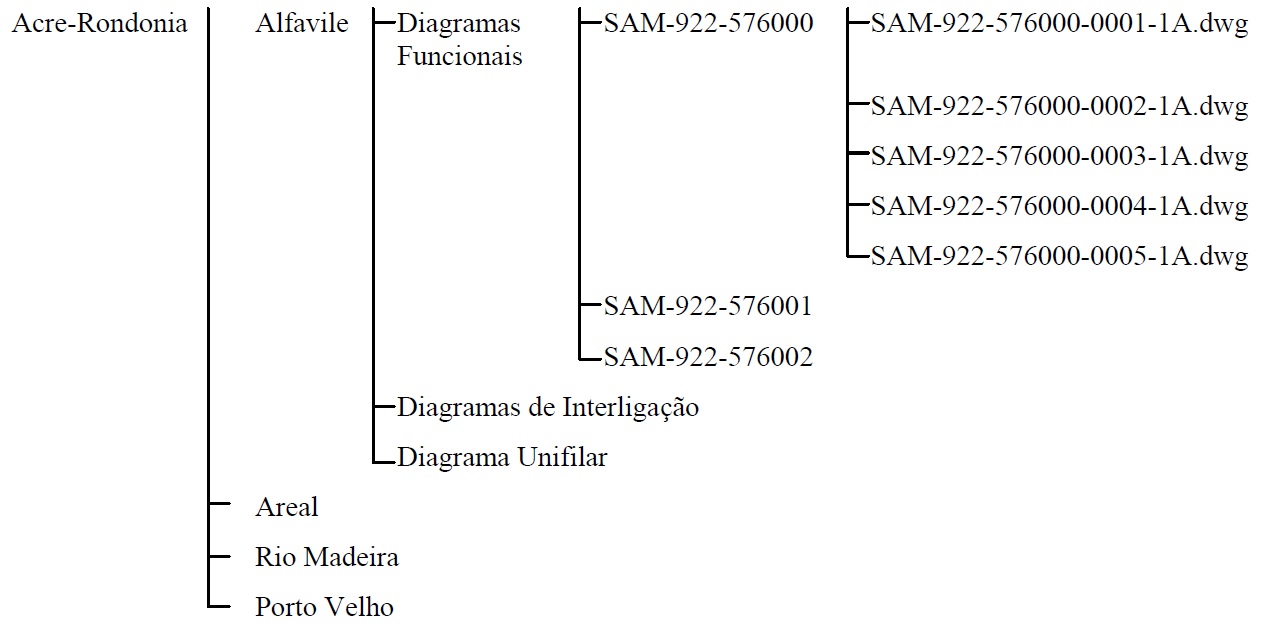 Acre-Rondonia
Alfavile
Diagramas
Funcionais
SAM-922-576000
SAM-922-576000-0001-1A.dwg
SAM-922-576000-0002-1A.dwg
SAM-922-576000-0003-1A.dwg
SAM-922-576000-0004-1A.dwg
SAM-922-576000-0005-1A.dwg
SAM-922-576001
SAM-922-576002
Diagramas de Interligação
Diagrama Unifilar
Areal
Rio Madeira
Porto Velho